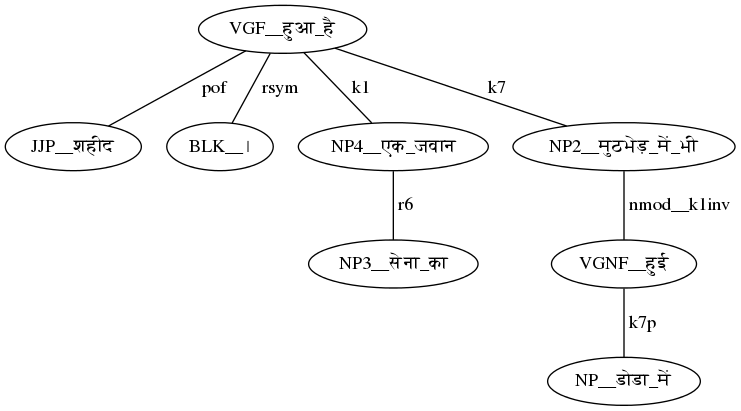 VGF__हुआ_है
pof
rsym
k1
k7
JJP__शहीद
BLK__।
NP4__एक_जवान
NP2__मुठभेड़_में_भी
r6
nmod__k1inv
NP3__सेना_का
VGNF__हुई
k7p
NP__डोडा_में